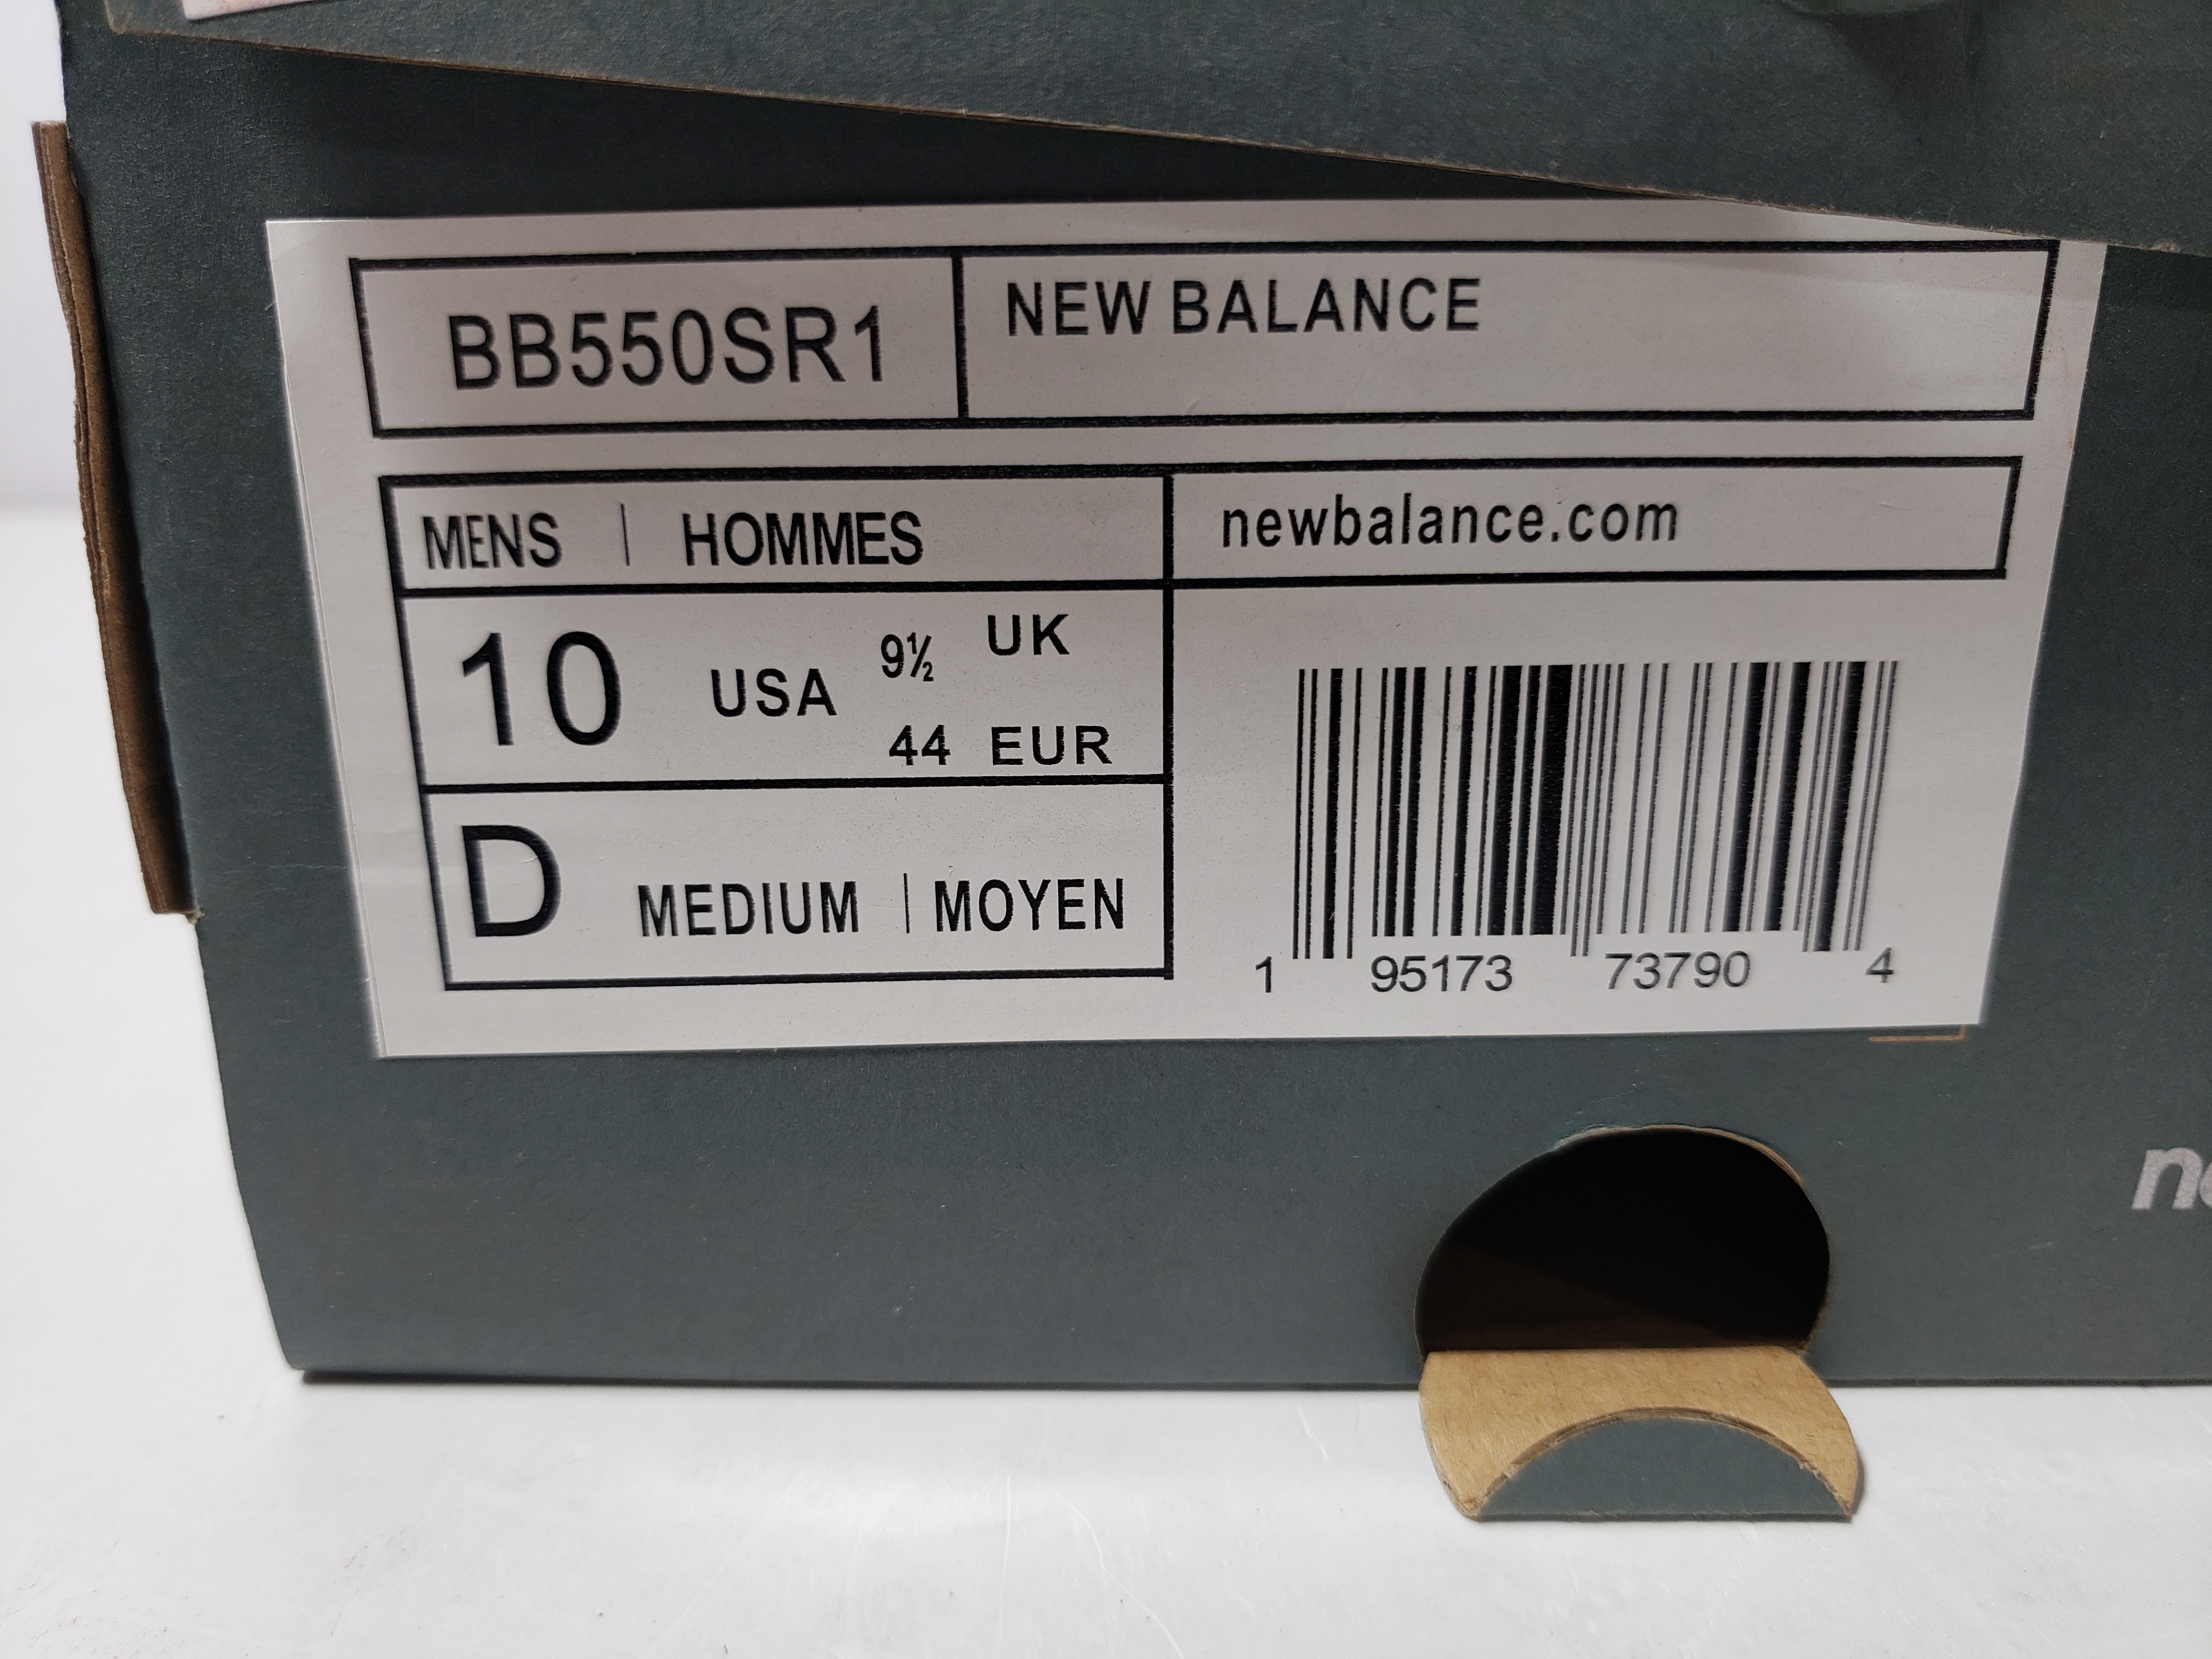 BB550SR1
NEW BALANCE
MENS | HOMMES
newbalance.com
10 USA 9½ UK
44 EUR
D MEDIUM | MOYEN
1 95173 73790 4